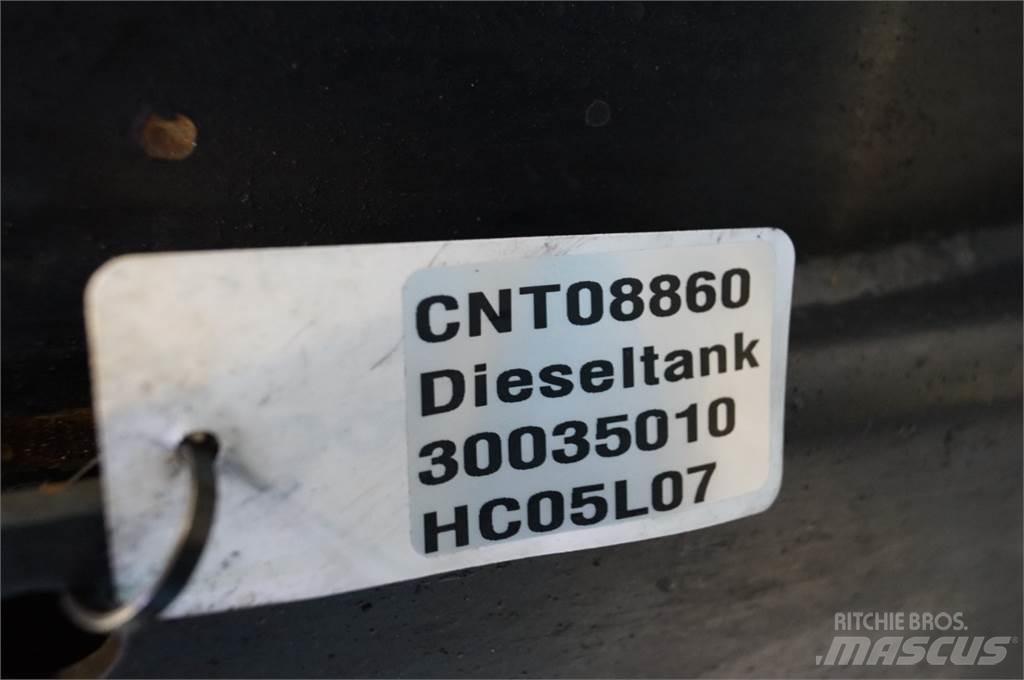 CNT08860
Dieseltank
30035010
HC05L07
RITCHIE BROS.
MASCUS